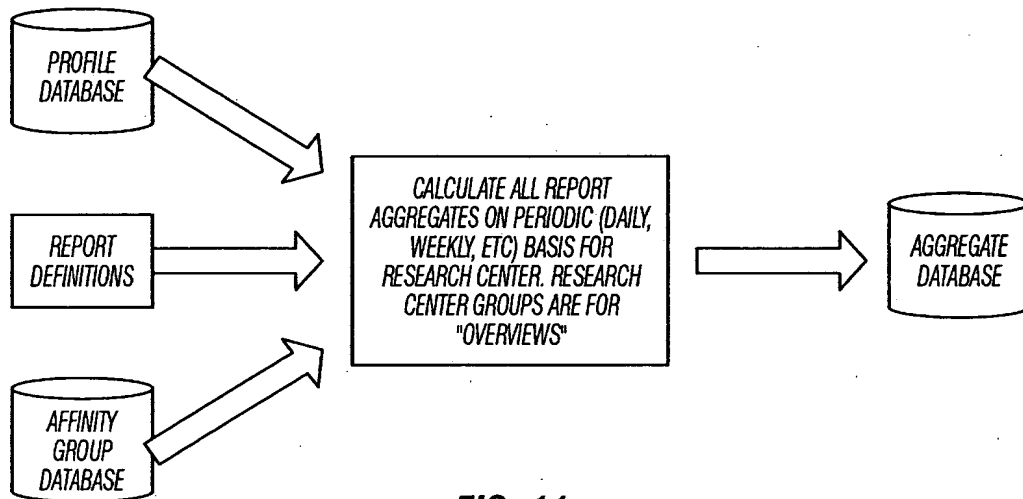 PROFILE
DATABASE
REPORT
DEFINITIONS
AFFINITY
GROUP
DATABASE
CALCULATE ALL REPORT
AGGREGATES ON PERIODIC (DAILY,
WEEKLY, ETC) BASIS FOR
RESEARCH CENTER. RESEARCH
CENTER GROUPS ARE FOR
"OVERVIEWS"
AGGREGATE
DATABASE